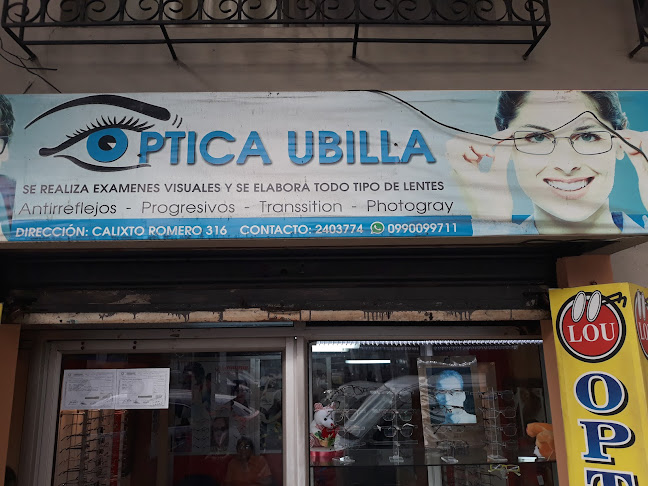 OPTICA UBILLA
SE REALIZA EXAMENES VISUALES Y SE ELABORA TODO TIPO DE LENTES
Antirreflejos - Progresivos - Transsition - Photogray
DIRECCIÓN: CALIXTO ROMERO 316 CONTACTO: 2403774 0990099711
LOU
OPT